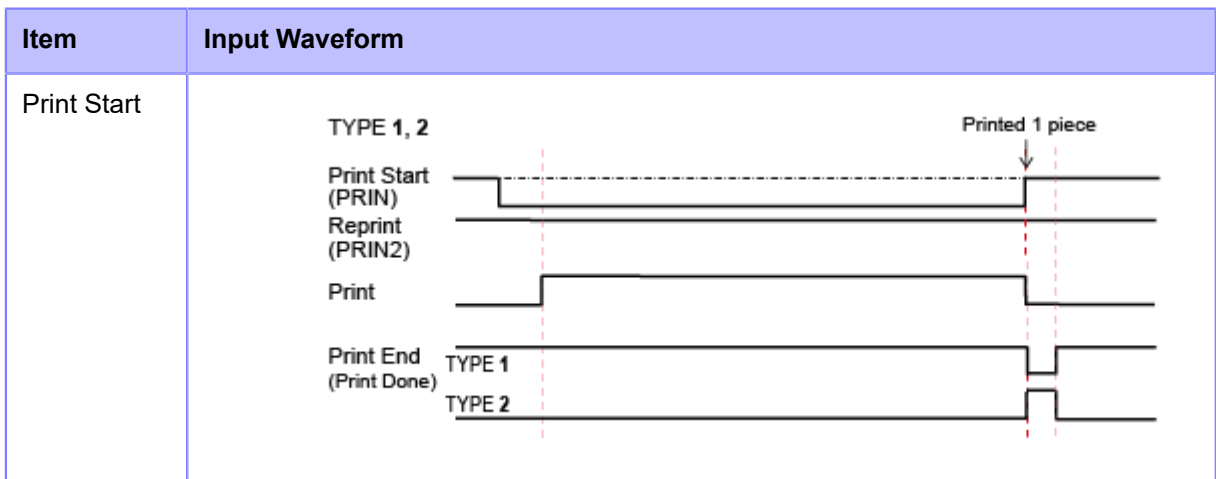 Item
Input Waveform
Print Start
TYPE 1, 2
Printed 1 piece
Print Start
(PRIN)
Reprint
(PRIN2)
Print
Print End
(Print Done)
TYPE 1
TYPE 2